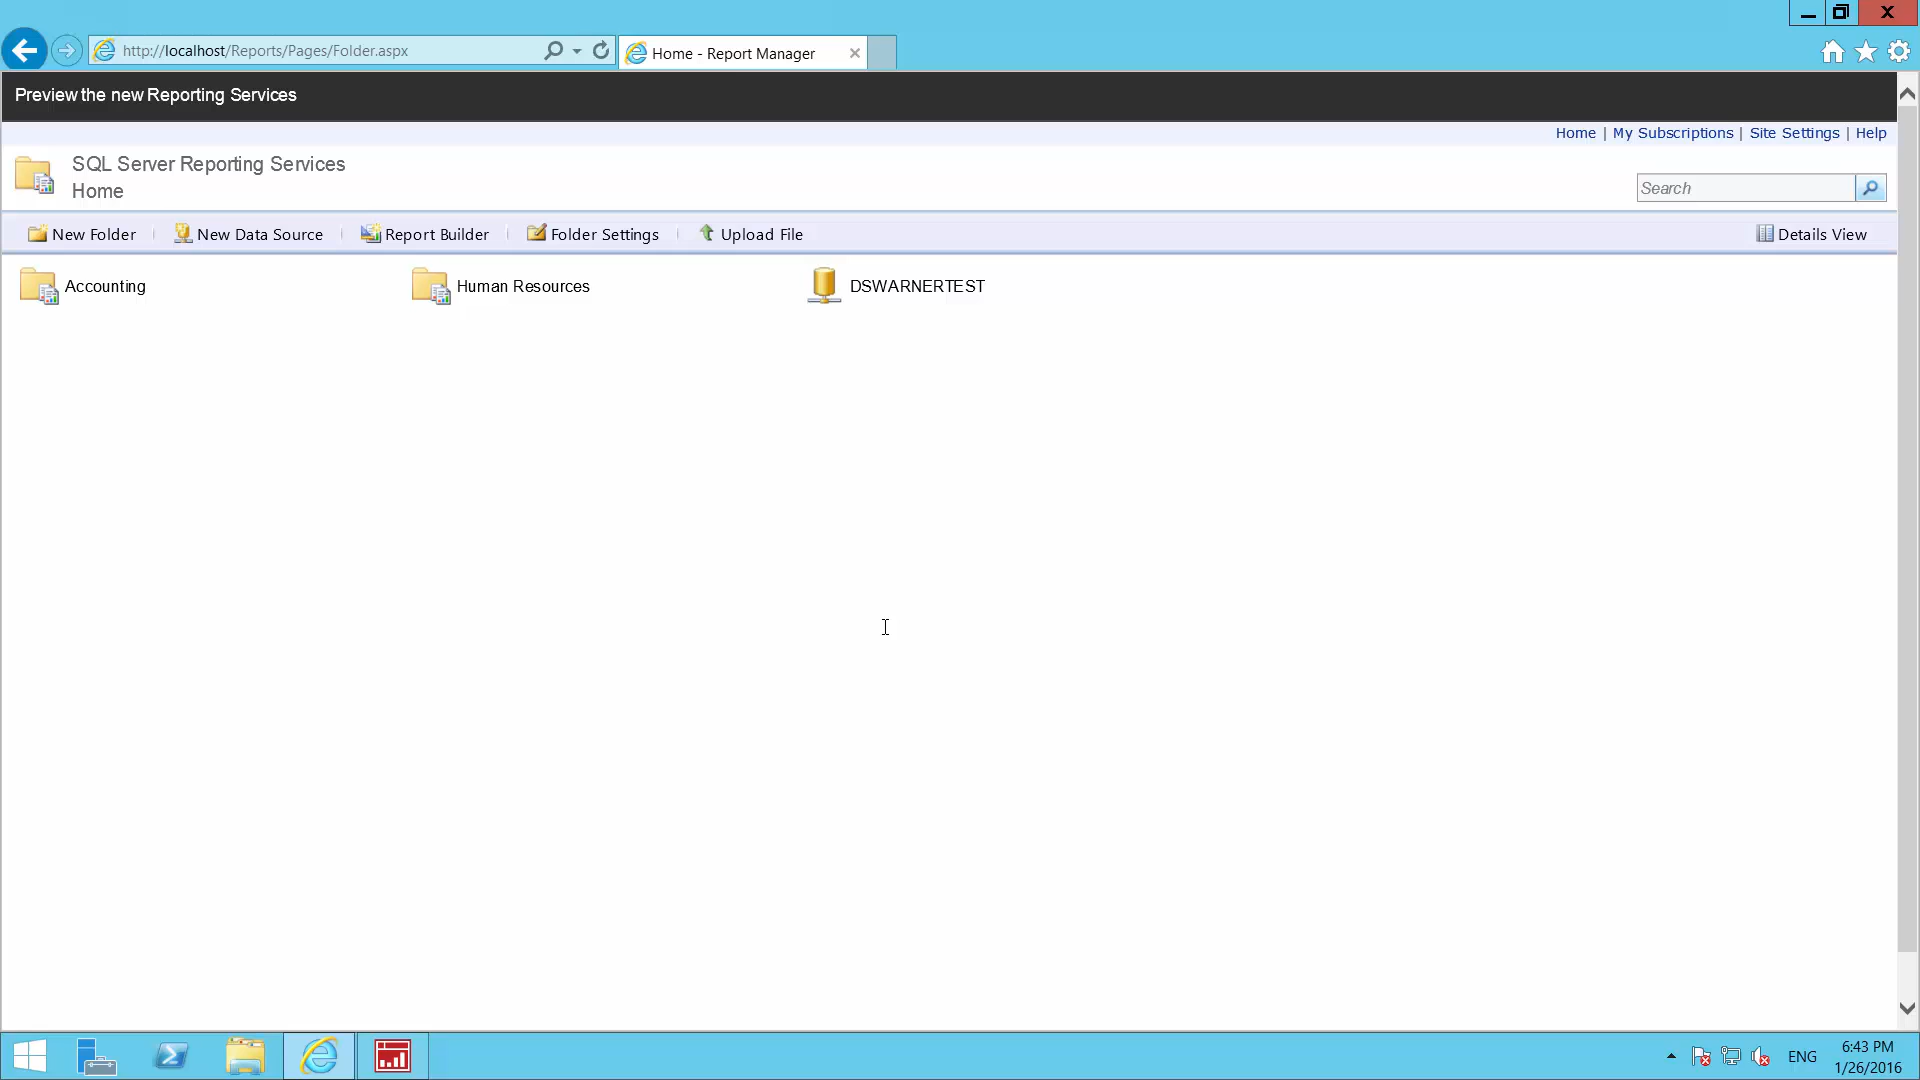 http://localhost/Reports/Pages/Folder.aspx
Home - Report Manager
Preview the new Reporting Services
Home | My Subscriptions | Site Settings | Help
SQL Server Reporting Services
Home
Search
New Folder | New Data Source | Report Builder | Folder Settings | Upload File
Details View
Accounting
Human Resources
DSWARNERTEST
ENG
6:43 PM
1/26/2016